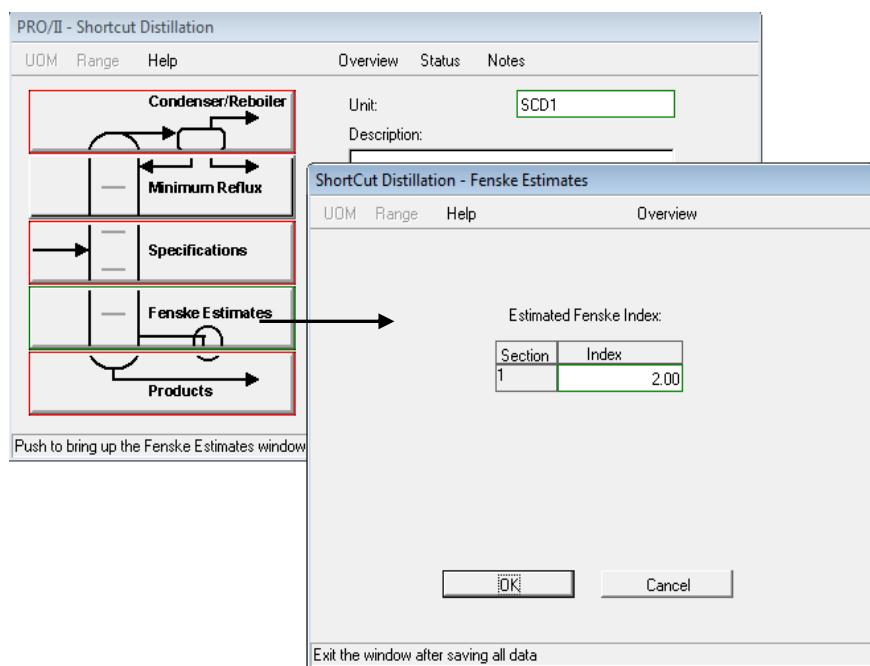 PRO/II - Shortcut Distillation
UOM Range Help Overview Status Notes
Condenser/Reboiler
Minimum Reflux
Specifications
Fenske Estimates
Products
Unit: SCD1
Description:
Push to bring up the Fenske Estimates window
ShortCut Distillation - Fenske Estimates
UOM Range Help Overview
Estimated Fenske Index:
Section Index
1 2.00
OK Cancel
Exit the window after saving all data